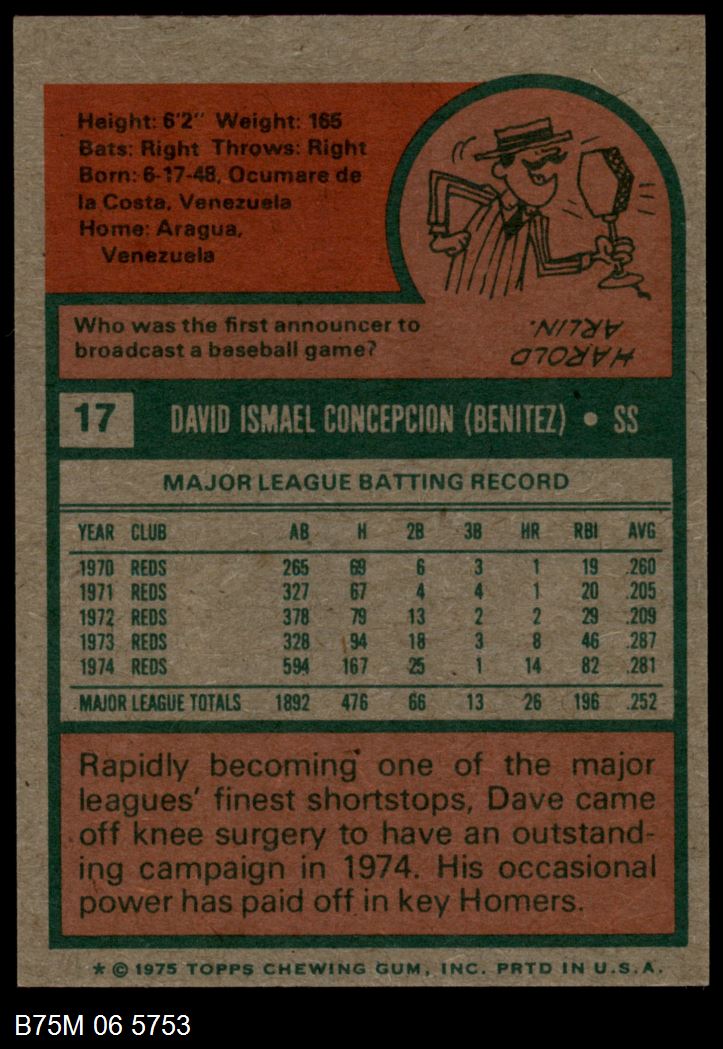 Height: 6'2" Weight: 165
Bats: Right Throws: Right
Born: 6-17-48, Ocumare de
la Costa, Venezuela
Home: Aragua,
Venezuela
Who was the first announcer to
broadcast a baseball game?
HAROLD
ARLIN.
17 DAVID ISMAEL CONCEPCION (BENITEZ) • SS
MAJOR LEAGUE BATTING RECORD
YEAR CLUB AB H 2B 3B HR RBI AVG
1970 REDS 265 69 6 3 1 19 .260
1971 REDS 327 67 4 4 1 20 .205
1972 REDS 378 79 13 2 2 29 .209
1973 REDS 328 94 18 3 8 46 .287
1974 REDS 594 167 25 1 14 82 .281
MAJOR LEAGUE TOTALS 1892 476 66 13 26 196 .252
Rapidly becoming one of the major
leagues' finest shortstops, Dave came
off knee surgery to have an outstand-
ing campaign in 1974. His occasional
power has paid off in key Homers.
* © 1975 TOPPS CHEWING GUM, INC. PRTD IN U.S.A.
B75M 06 5753